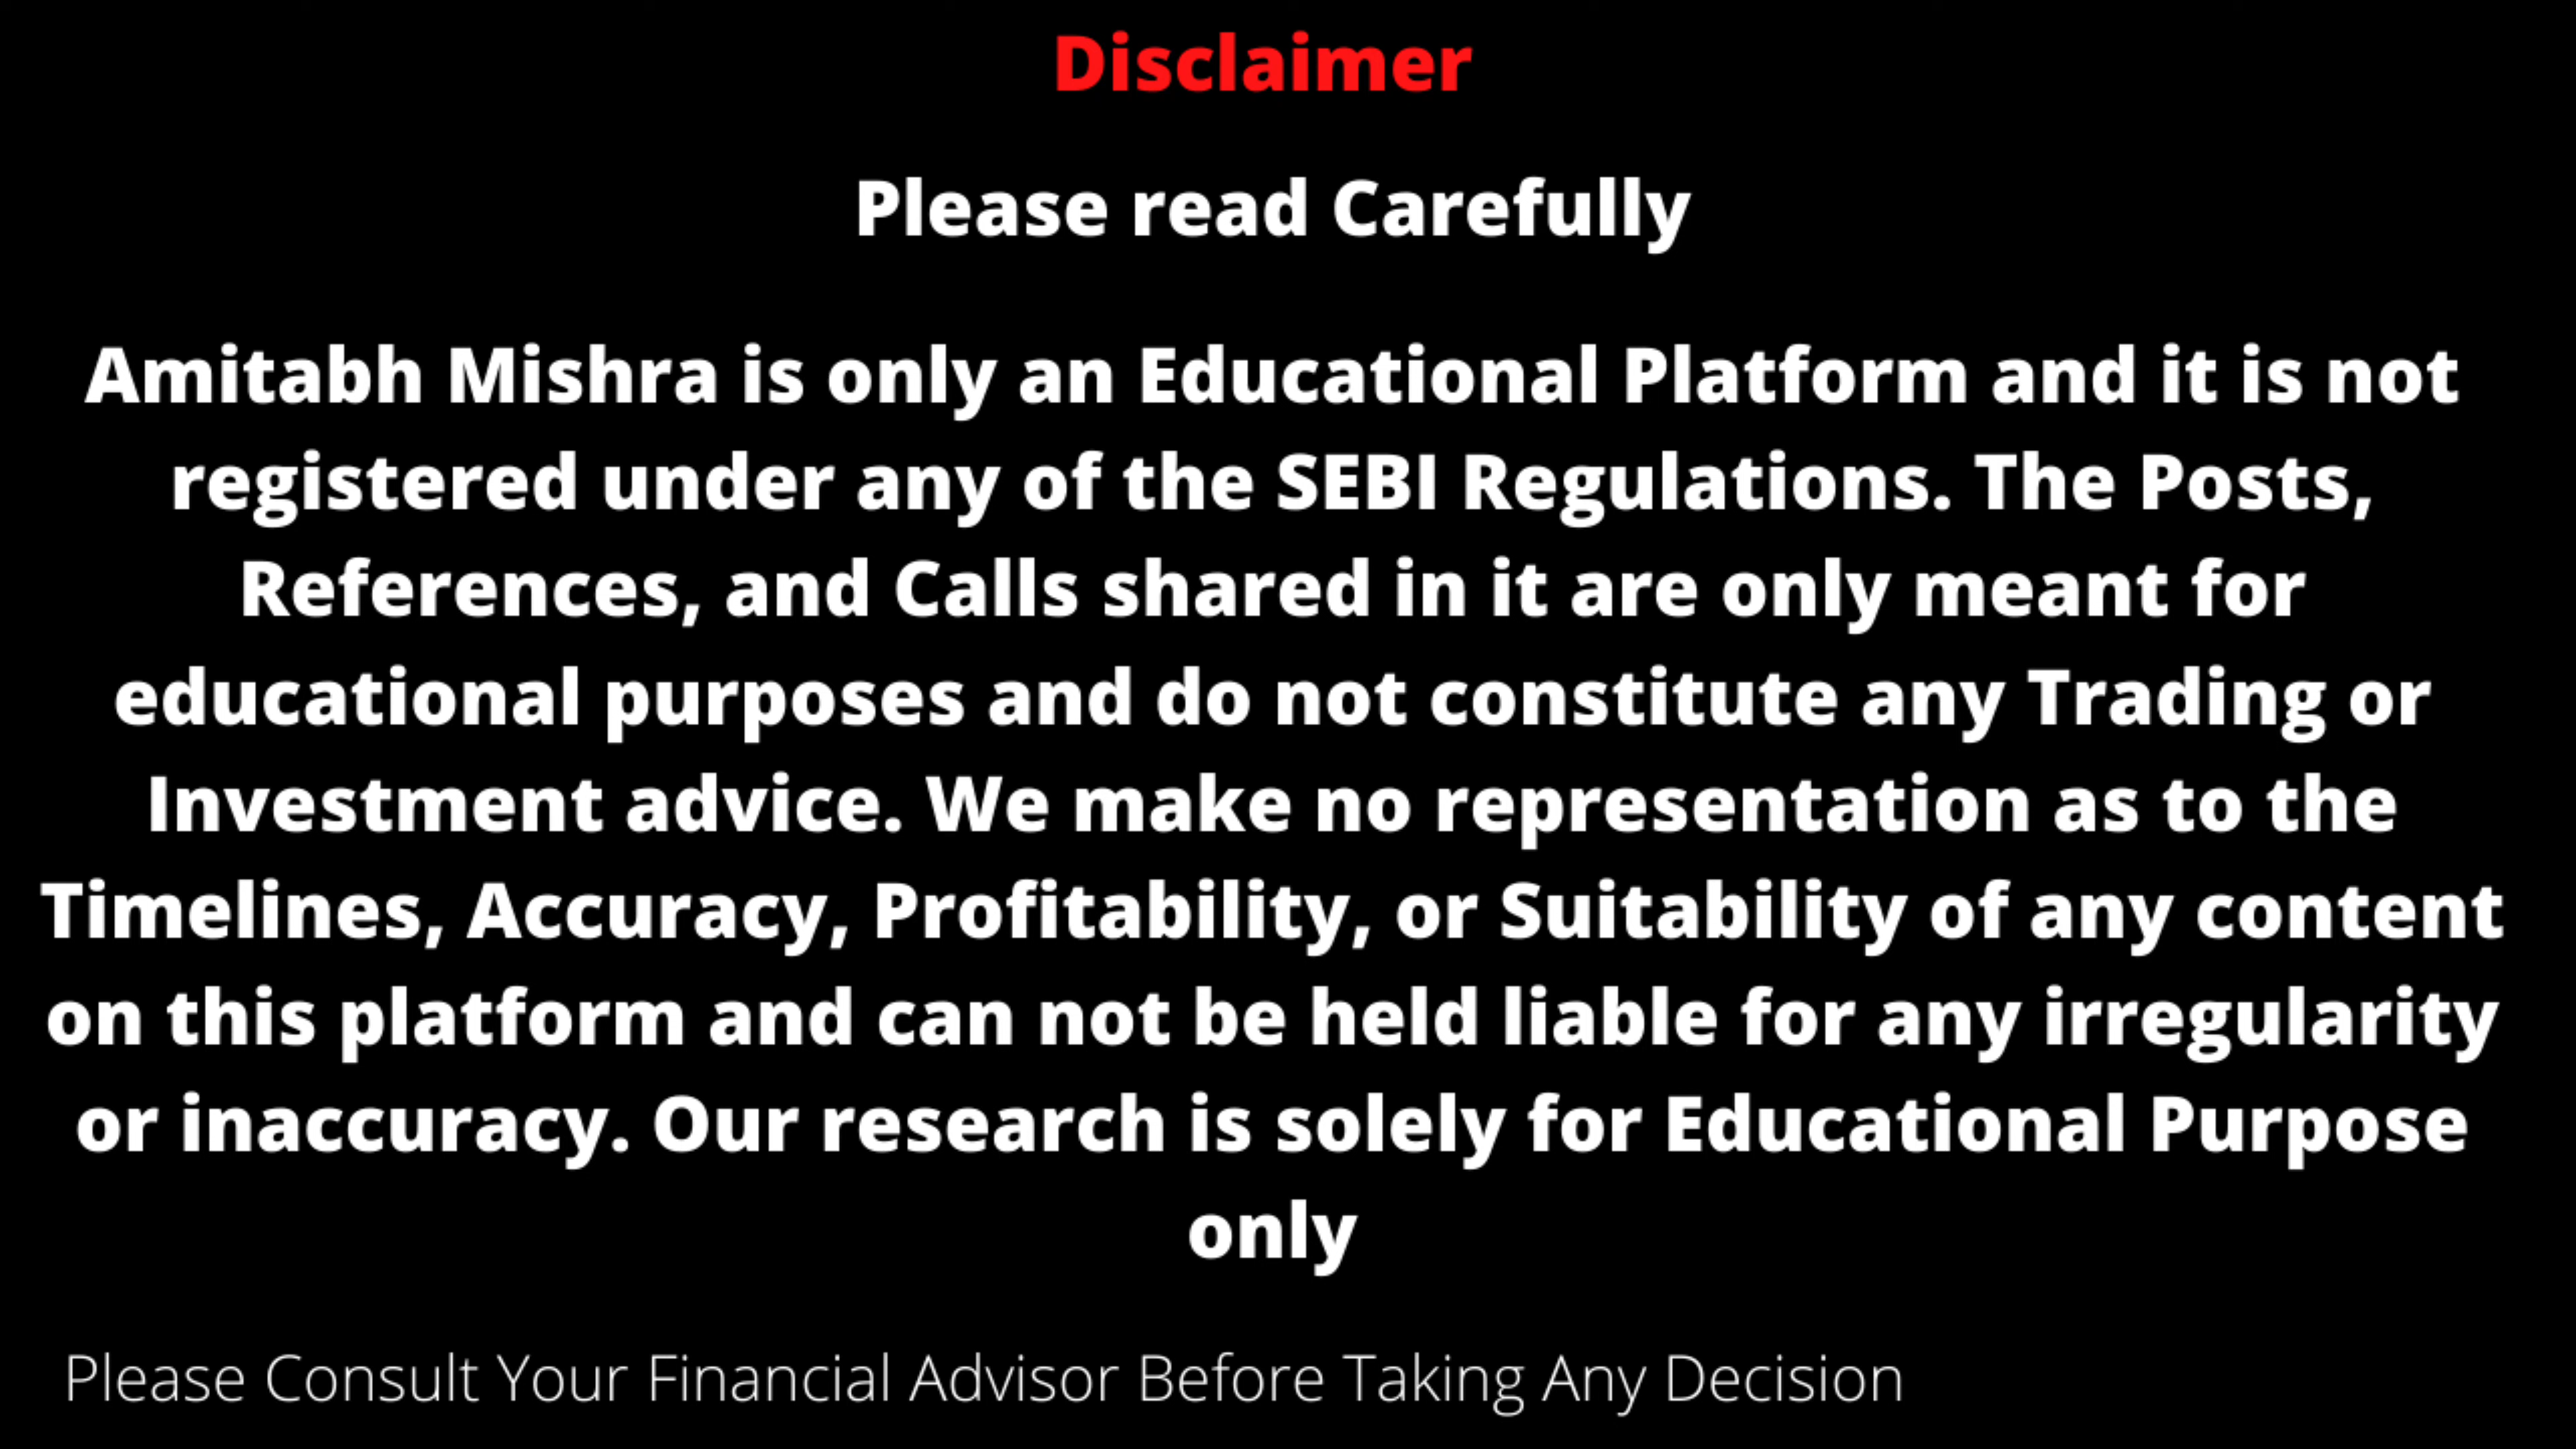 Disclaimer
Please read Carefully
Amitabh Mishra is only an Educational Platform and it is not
registered under any of the SEBI Regulations. The Posts,
References, and Calls shared in it are only meant for
educational purposes and do not constitute any Trading or
Investment advice. We make no representation as to the
Timelines, Accuracy, Profitability, or Suitability of any content
on this platform and can not be held liable for any irregularity
or inaccuracy. Our research is solely for Educational Purpose
only
Please Consult Your Financial Advisor Before Taking Any Decision